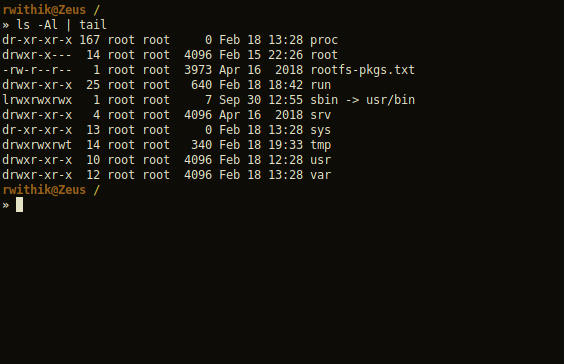 rwithik@Zeus /
» ls -Al | tail
dr-xr-xr-x 167 root root     0 Feb 18 13:28 proc
drwxr-x---  14 root root  4096 Feb 15 22:26 root
-rw-r--r--   1 root root  3973 Apr 16  2018 rootfs-pkgs.txt
drwxr-xr-x  25 root root   640 Feb 18 18:42 run
lrwxrwxrwx   1 root root     7 Sep 30 12:55 sbin -> usr/bin
drwxr-xr-x   4 root root  4096 Apr 16  2018 srv
dr-xr-xr-x  13 root root     0 Feb 18 13:28 sys
drwxrwxrwt  14 root root   340 Feb 18 19:33 tmp
drwxr-xr-x  10 root root  4096 Feb 18 12:28 usr
drwxr-xr-x  12 root root  4096 Feb 18 13:28 var
rwithik@Zeus /
»